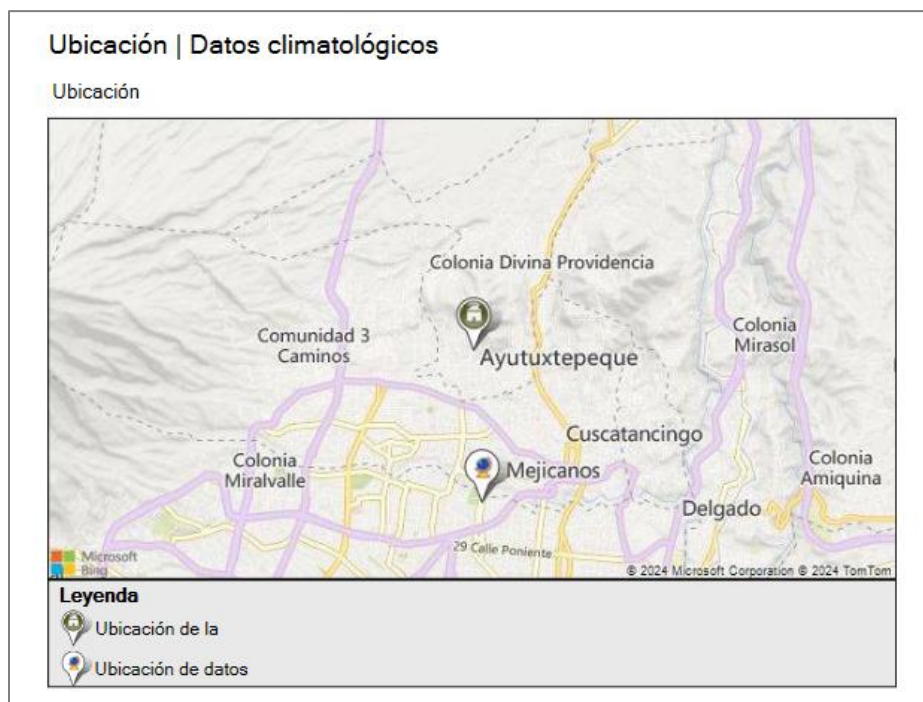 Ubicación | Datos climatológicos
Ubicación
Colonia Divina Providencia
Comunidad 3
Caminos
Ayutuxtepeque
Colonia
Mirasol
Cuscatancingo
Colonia
Miralvalle
Mejicanos
Colonia
Amiquina
Delgado
29 Calle Poniente
Microsoft
Bing
© 2024 Microsoft Corporation © 2024 TomTom
Leyenda
Ubicación de la
Ubicación de datos